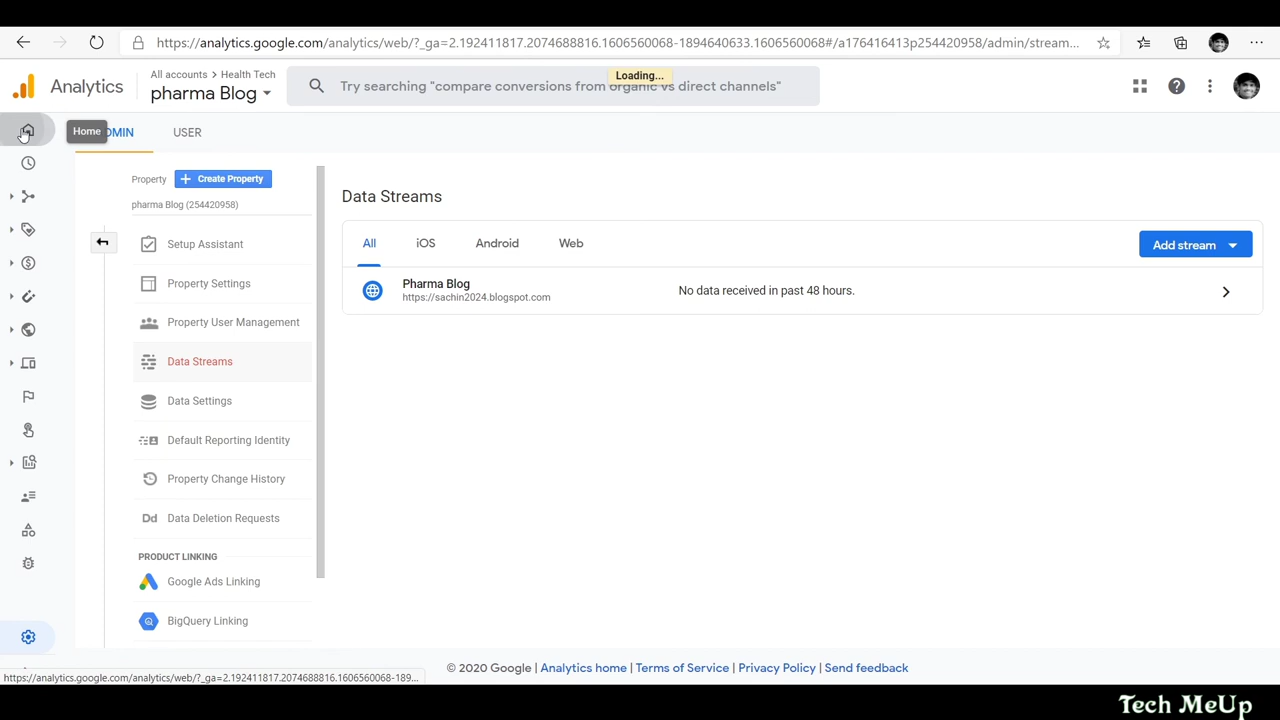 https://analytics.google.com/analytics/web/?_ga=2.192411817.2074688816.1606560068-1894640633.1606560068#/a176416413p254420958/admin/stream...
Analytics
All accounts > Health Tech
pharma Blog
Try searching "compare conversions from organic vs direct channels"
Loading...
Home
DMIN
USER
Property
Create Property
pharma Blog (254420958)
Setup Assistant
Property Settings
Property User Management
Data Streams
Data Settings
Default Reporting Identity
Property Change History
Dd Data Deletion Requests
PRODUCT LINKING
Google Ads Linking
BigQuery Linking
Data Streams
All iOS Android Web
Add stream
Pharma Blog
https://sachin2024.blogspot.com
No data received in past 48 hours.
© 2020 Google | Analytics home | Terms of Service | Privacy Policy | Send feedback
https://analytics.google.com/analytics/web/?_ga=2.192411817.2074688816.1606560068-189...
Tech MeUp